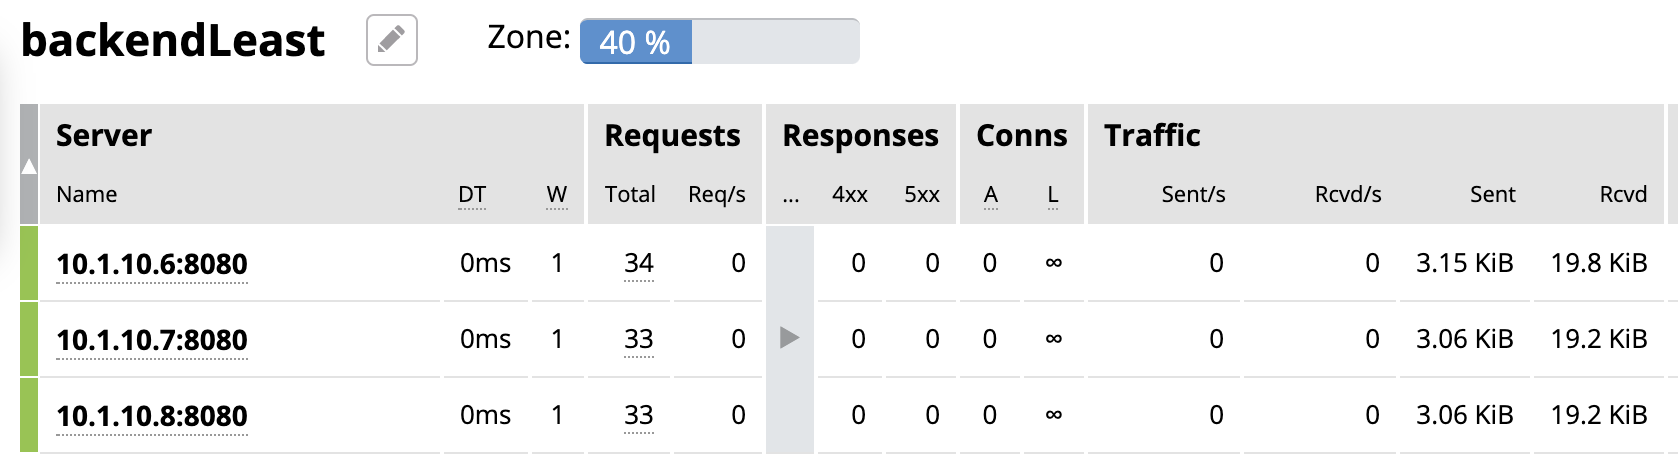 backendLeast Zone: 40 %
Server Requests Responses Conns Traffic
Name DT W Total Req/s ... 4xx 5xx A L Sent/s Rcvd/s Sent Rcvd
10.1.10.6:8080 0ms 1 34 0 0 0 0 ∞ 0 0 3.15 KiB 19.8 KiB
10.1.10.7:8080 0ms 1 33 0 0 0 0 ∞ 0 0 3.06 KiB 19.2 KiB
10.1.10.8:8080 0ms 1 33 0 0 0 0 ∞ 0 0 3.06 KiB 19.2 KiB